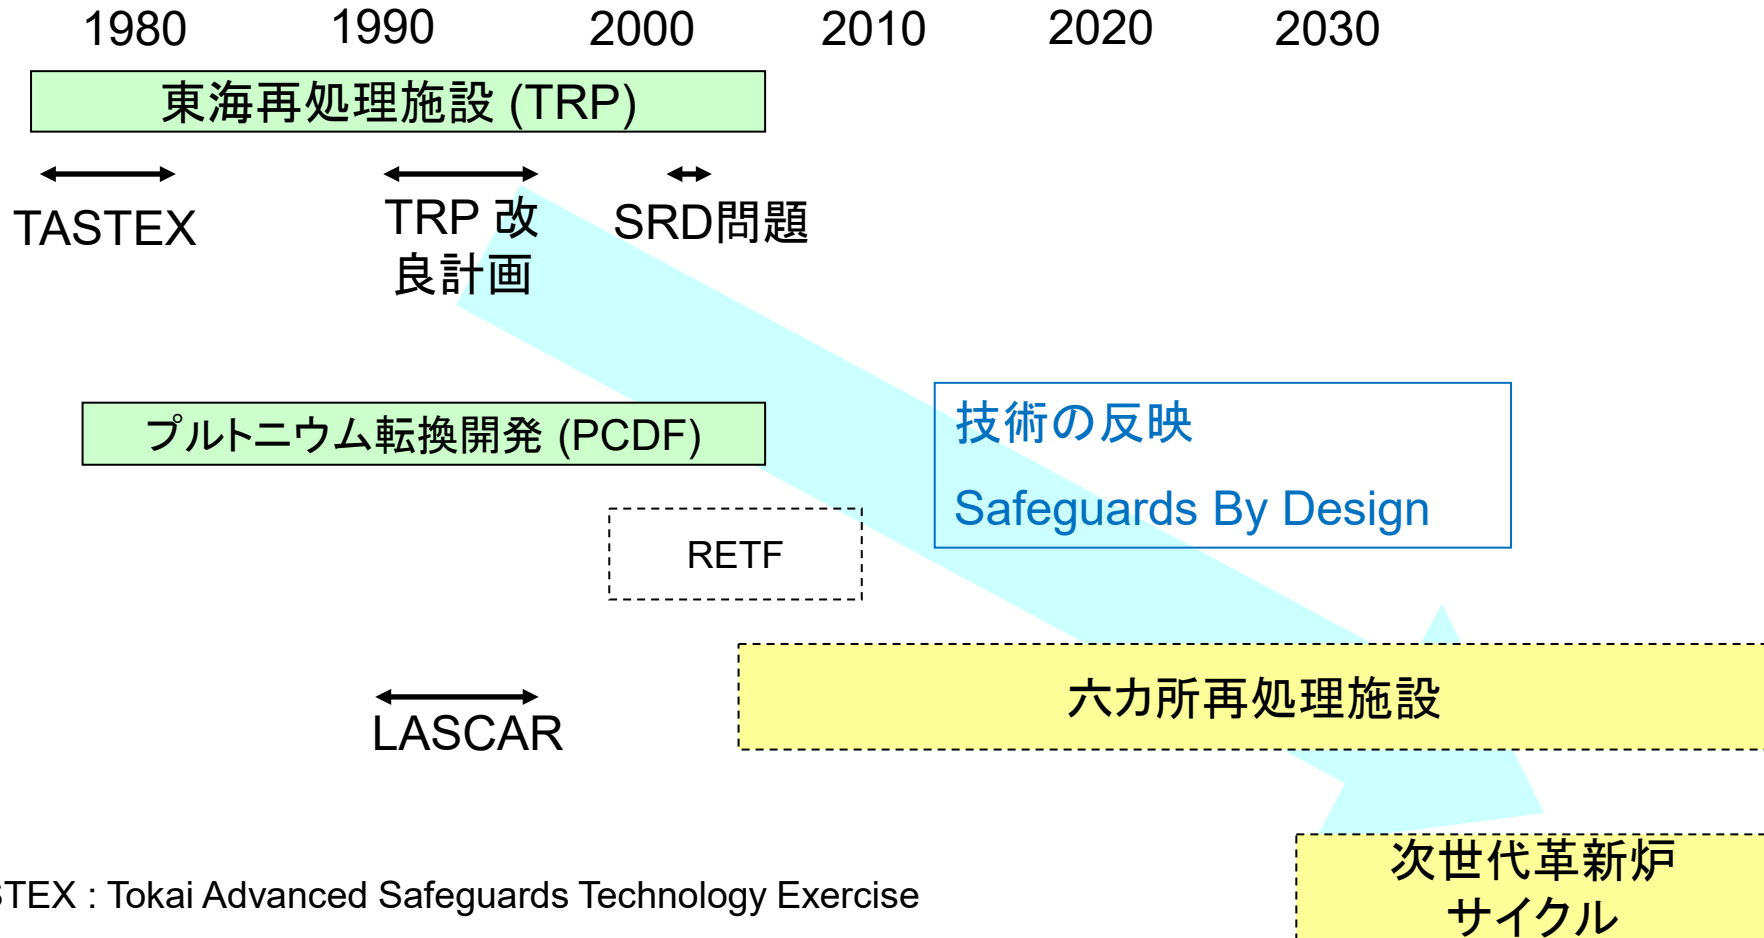 1980 1990 2000 2010 2020 2030
東海再処理施設 (TRP)
TASTEX
TRP 改
良計画
SRD問題
プルトニウム転換開発 (PCDF)
技術の反映
Safeguards By Design
RETF
六カ所再処理施設
LASCAR
次世代革新炉
サイクル
STEX : Tokai Advanced Safeguards Technology Exercise